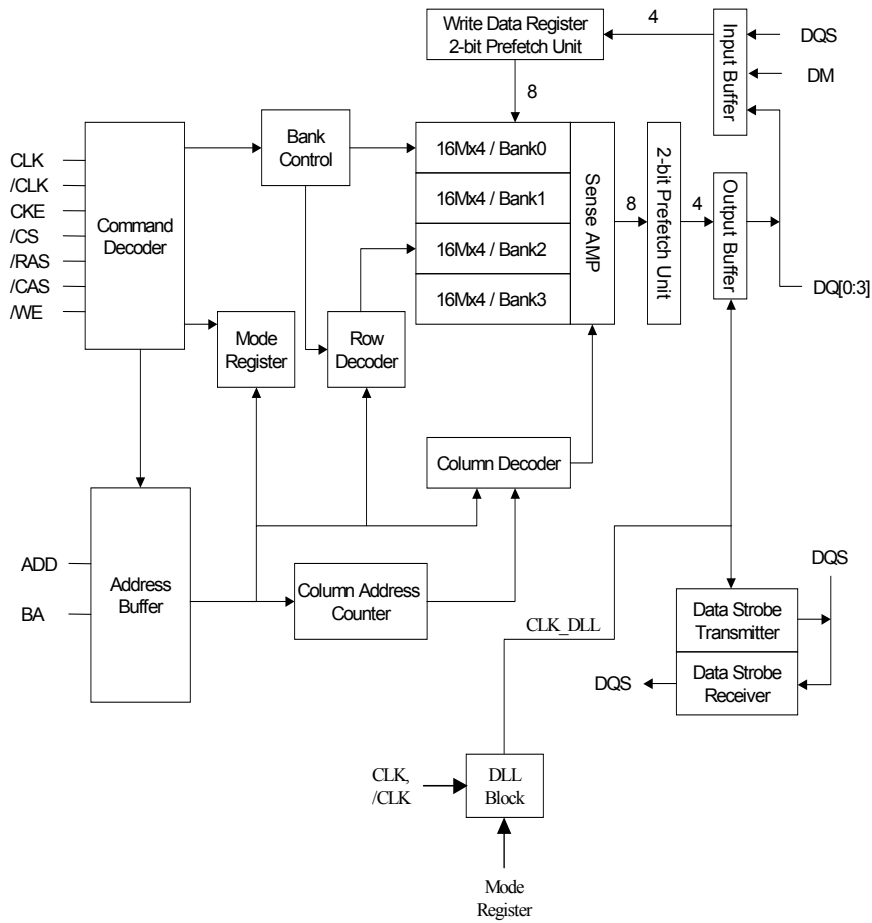 Write Data Register
2-bit Prefetch Unit
4
Input Buffer
DQS
DM
8
Bank
Control
16Mx4 / Bank0
16Mx4 / Bank1
16Mx4 / Bank2
16Mx4 / Bank3
Sense AMP
8
2-bit Prefetch Unit
4
Output Buffer
DQ[0:3]
CLK
/CLK
CKE
/CS
/RAS
/CAS
/WE
Command
Decoder
Mode
Register
Row
Decoder
Column Decoder
ADD
BA
Address
Buffer
Column Address
Counter
CLK_DLL
DQS
Data Strobe
Transmitter
Data Strobe
Receiver
DQS
CLK,
/CLK
DLL
Block
Mode
Register